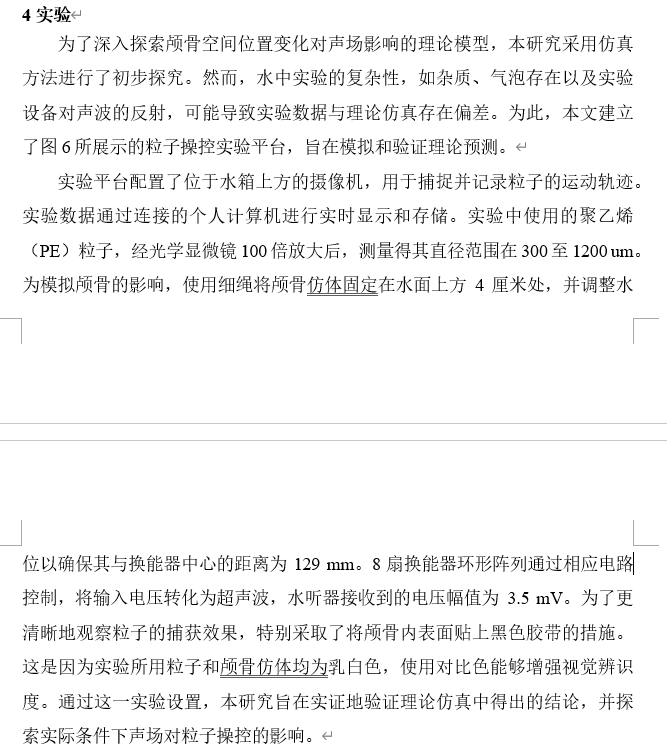 4 实验
为了深入探索颅骨空间位置变化对声场影响的理论模型，本研究采用仿真
方法进行了初步探究。然而，水中实验的复杂性，如杂质、气泡存在以及实验
设备对声波的反射，可能导致实验数据与理论仿真存在偏差。为此，本文建立
了图 6 所展示的粒子操控实验平台，旨在模拟和验证理论预测。
实验平台配置了位于水箱上方的摄像机，用于捕捉并记录粒子的运动轨迹。
实验数据通过连接的个人计算机进行实时显示和存储。实验中使用的聚乙烯
（PE）粒子，经光学显微镜 100 倍放大后，测量得其直径范围在 300 至 1200 um。
为模拟颅骨的影响，使用细绳将颅骨仿体固定在水面上方 4 厘米处，并调整水
位以确保其与换能器中心的距离为 129 mm。8 扇换能器环形阵列通过相应电路
控制，将输入电压转化为超声波，水听器接收到的电压幅值为 3.5 mV。为了更
清晰地观察粒子的捕获效果，特别采取了将颅骨内表面贴上黑色胶带的措施。
这是因为实验所用粒子和颅骨仿体均为乳白色，使用对比色能够增强视觉辨识
度。通过这一实验设置，本研究旨在实证地验证理论仿真中得出的结论，并探
索实际条件下声场对粒子操控的影响。